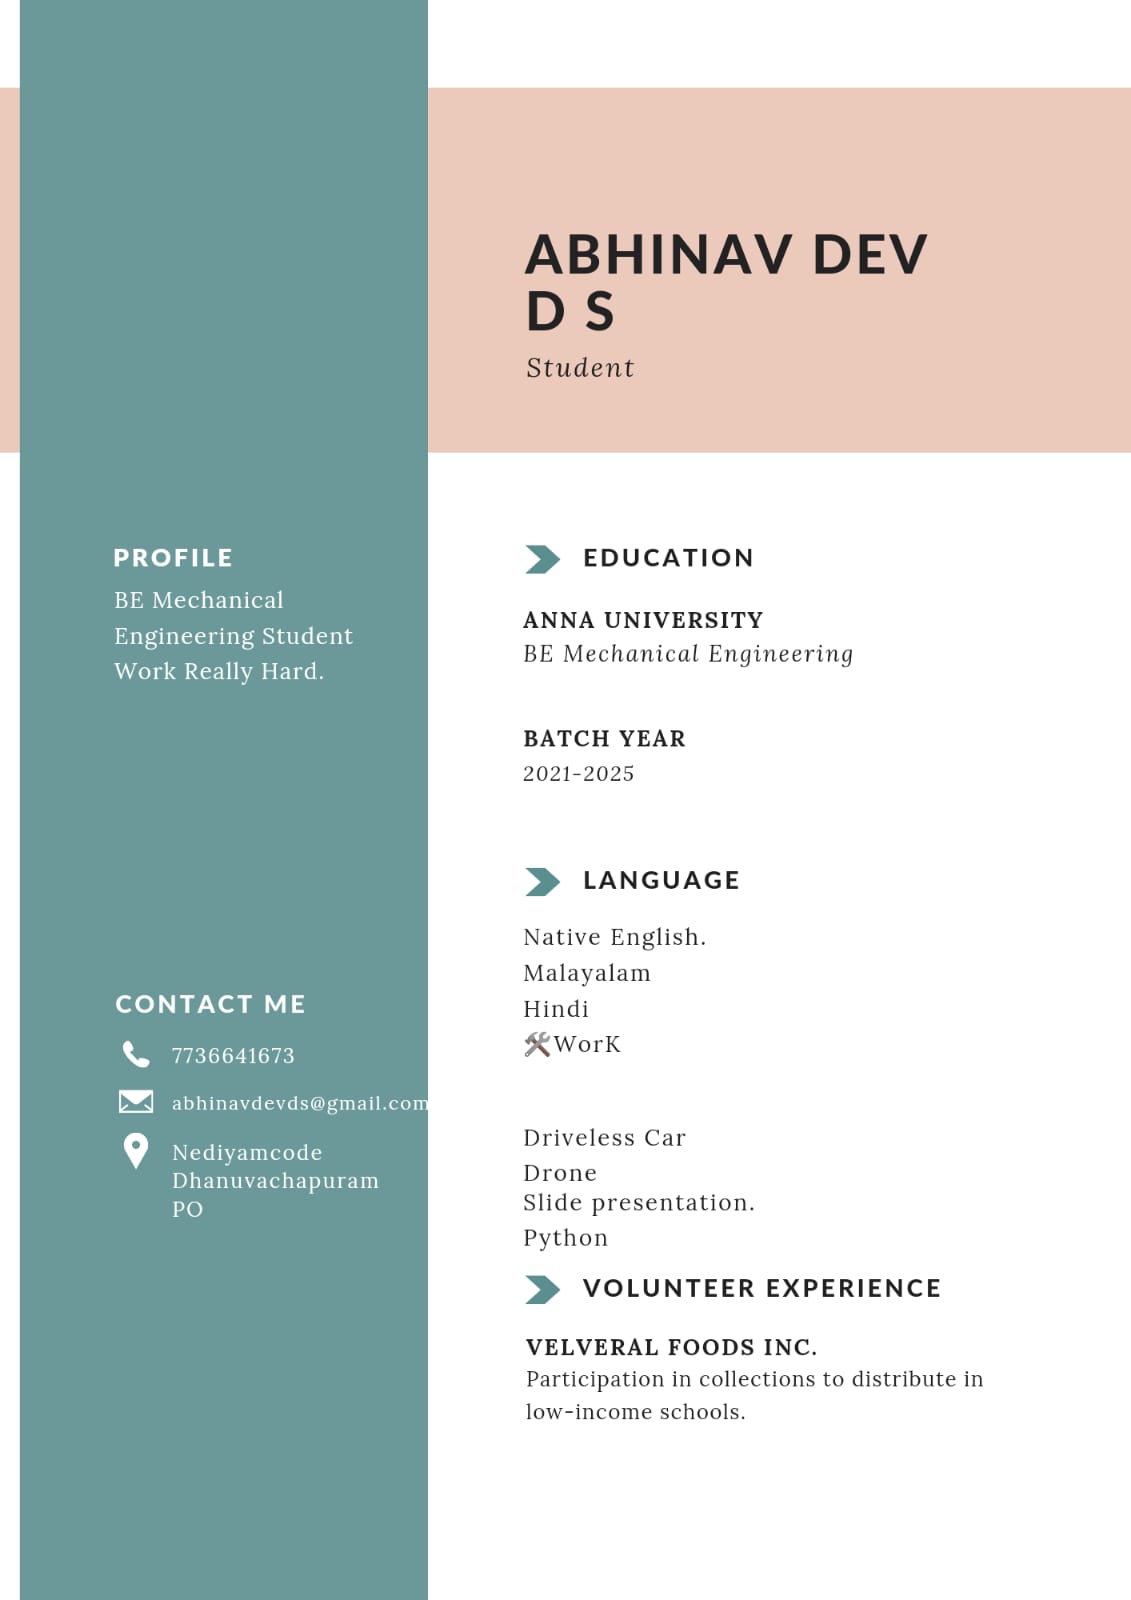 ABHINAV DEV
D S
Student
PROFILE
BE Mechanical
Engineering Student
Work Really Hard.
CONTACT ME
7736641673
abhinavdevds@gmail.com
Nediyamcode
Dhanuvachapuram
PO
EDUCATION
ANNA UNIVERSITY
BE Mechanical Engineering
BATCH YEAR
2021-2025
LANGUAGE
Native English.
Malayalam
Hindi
🛠WorK
Driveless Car
Drone
Slide presentation.
Python
VOLUNTEER EXPERIENCE
VELVERAL FOODS INC.
Participation in collections to distribute in
low-income schools.